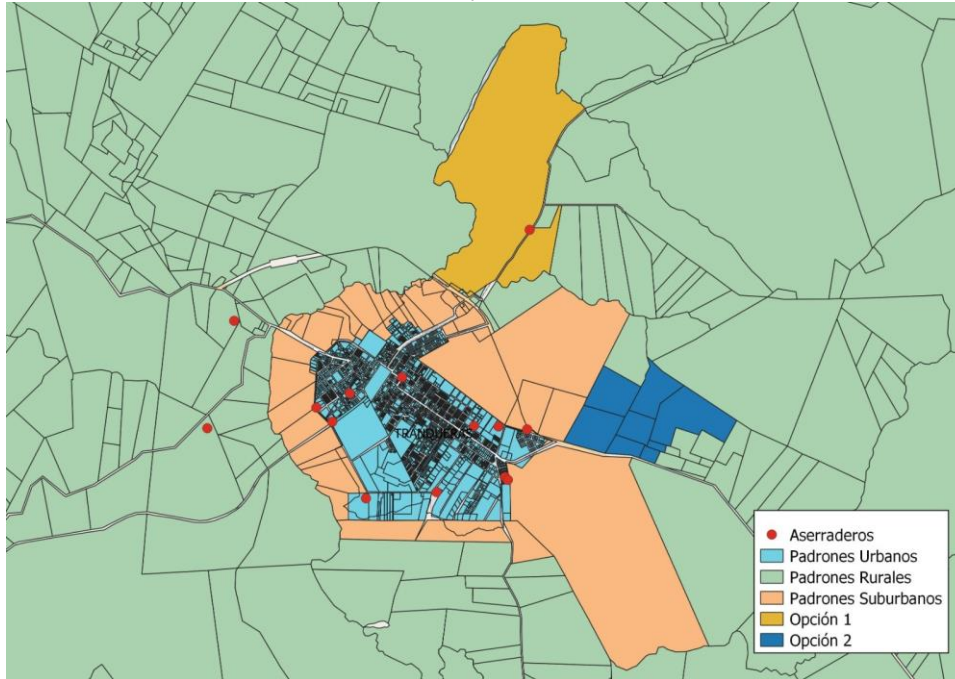 TRANQUERAS
Aserraderos
Padrones Urbanos
Padrones Rurales
Padrones Suburbanos
Opción 1
Opción 2